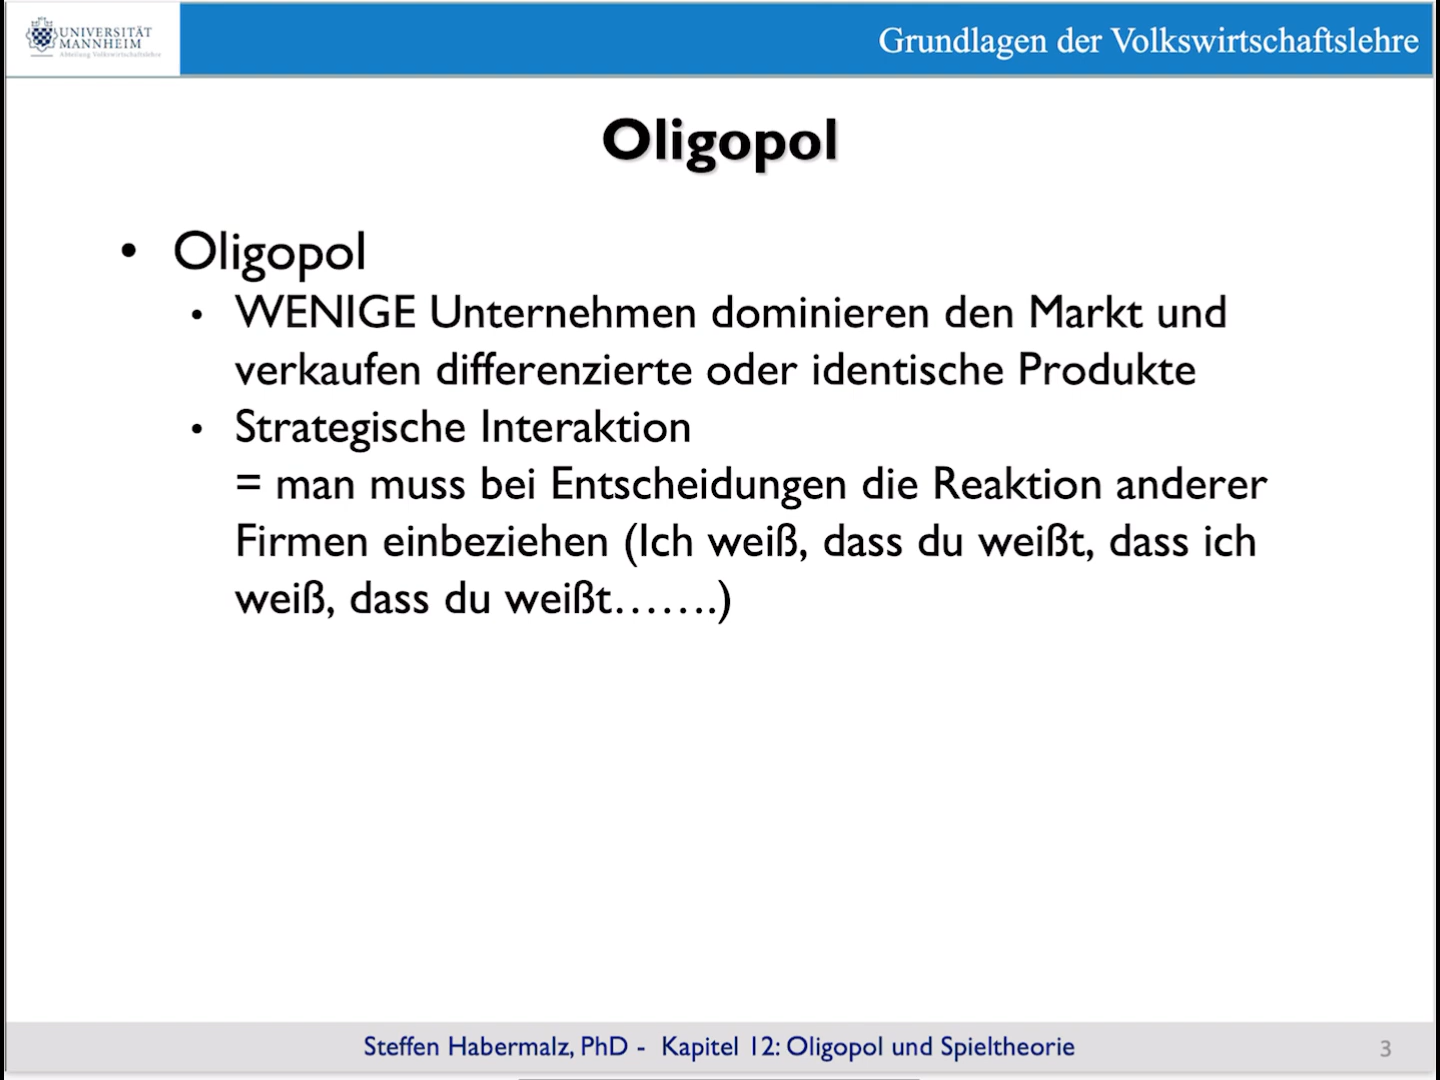 UNIVERSITÄT
MANNHEIM
Abteilung Volkswirtschaftslehre
Grundlagen der Volkswirtschaftslehre
Oligopol
• Oligopol
• WENIGE Unternehmen dominieren den Markt und
verkaufen differenzierte oder identische Produkte
• Strategische Interaktion
= man muss bei Entscheidungen die Reaktion anderer
Firmen einbeziehen (Ich weiß, dass du weißt, dass ich
weiß, dass du weißt…….)
Steffen Habermalz, PhD - Kapitel 12: Oligopol und Spieltheorie
3